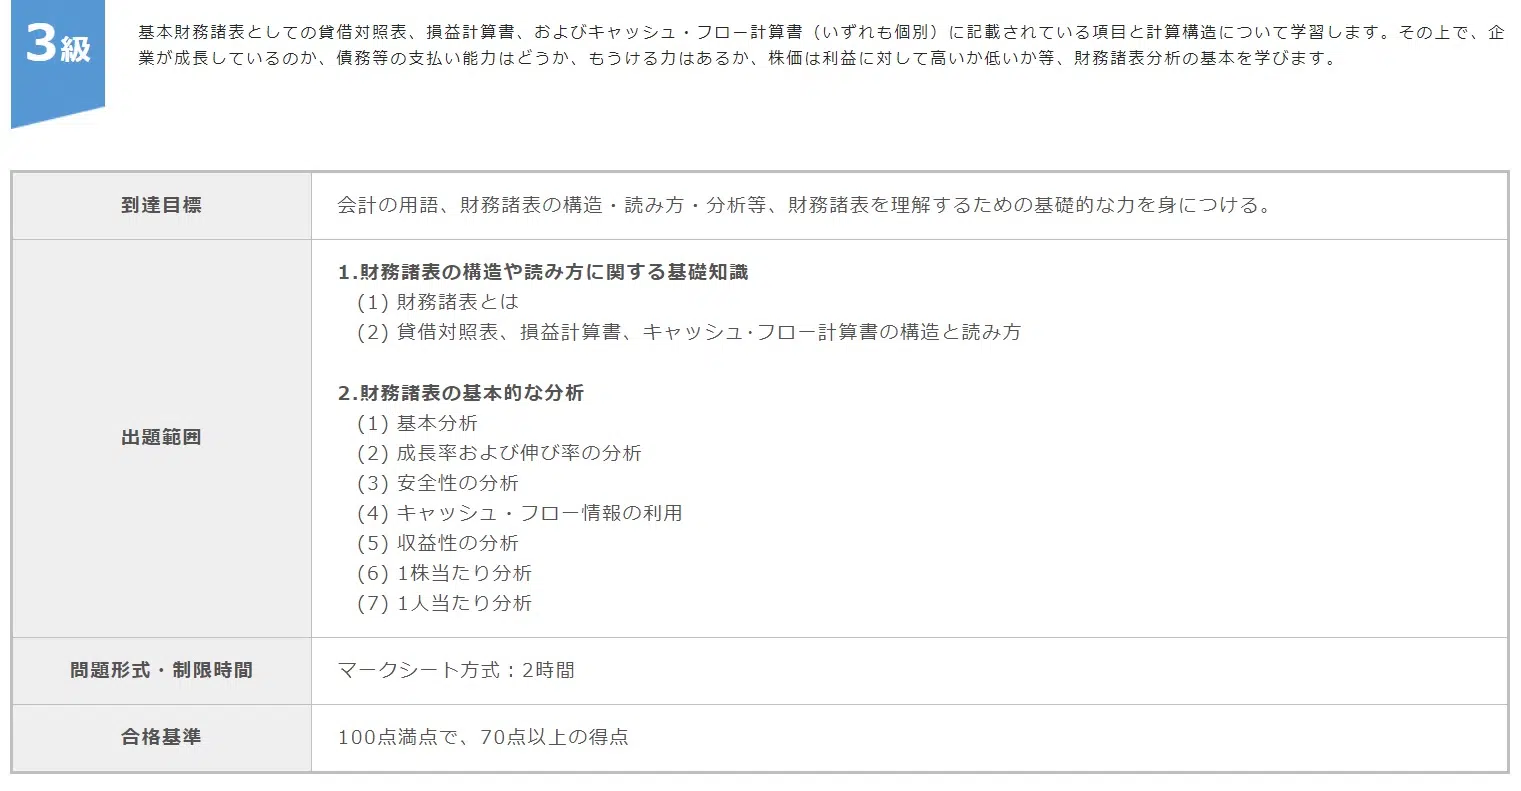 3級
基本財務諸表としての貸借対照表、損益計算書、およびキャッシュ・フロー計算書（いずれも個別）に記載されている項目と計算構造について学習します。その上で、企
業が成長しているのか、債務等の支払い能力はどうか、もうける力はあるか、株価は利益に対して高いか低いか等、財務諸表分析の基本を学びます。
到達目標
会計の用語、財務諸表の構造・読み方・分析等、財務諸表を理解するための基礎的な力を身につける。
出題範囲
1.財務諸表の構造や読み方に関する基礎知識
(1) 財務諸表とは
(2) 貸借対照表、損益計算書、キャッシュ･フロー計算書の構造と読み方
2.財務諸表の基本的な分析
(1) 基本分析
(2) 成長率および伸び率の分析
(3) 安全性の分析
(4) キャッシュ・フロー情報の利用
(5) 収益性の分析
(6) 1株当たり分析
(7) 1人当たり分析
問題形式・制限時間
マークシート方式：2時間
合格基準
100点満点で、70点以上の得点